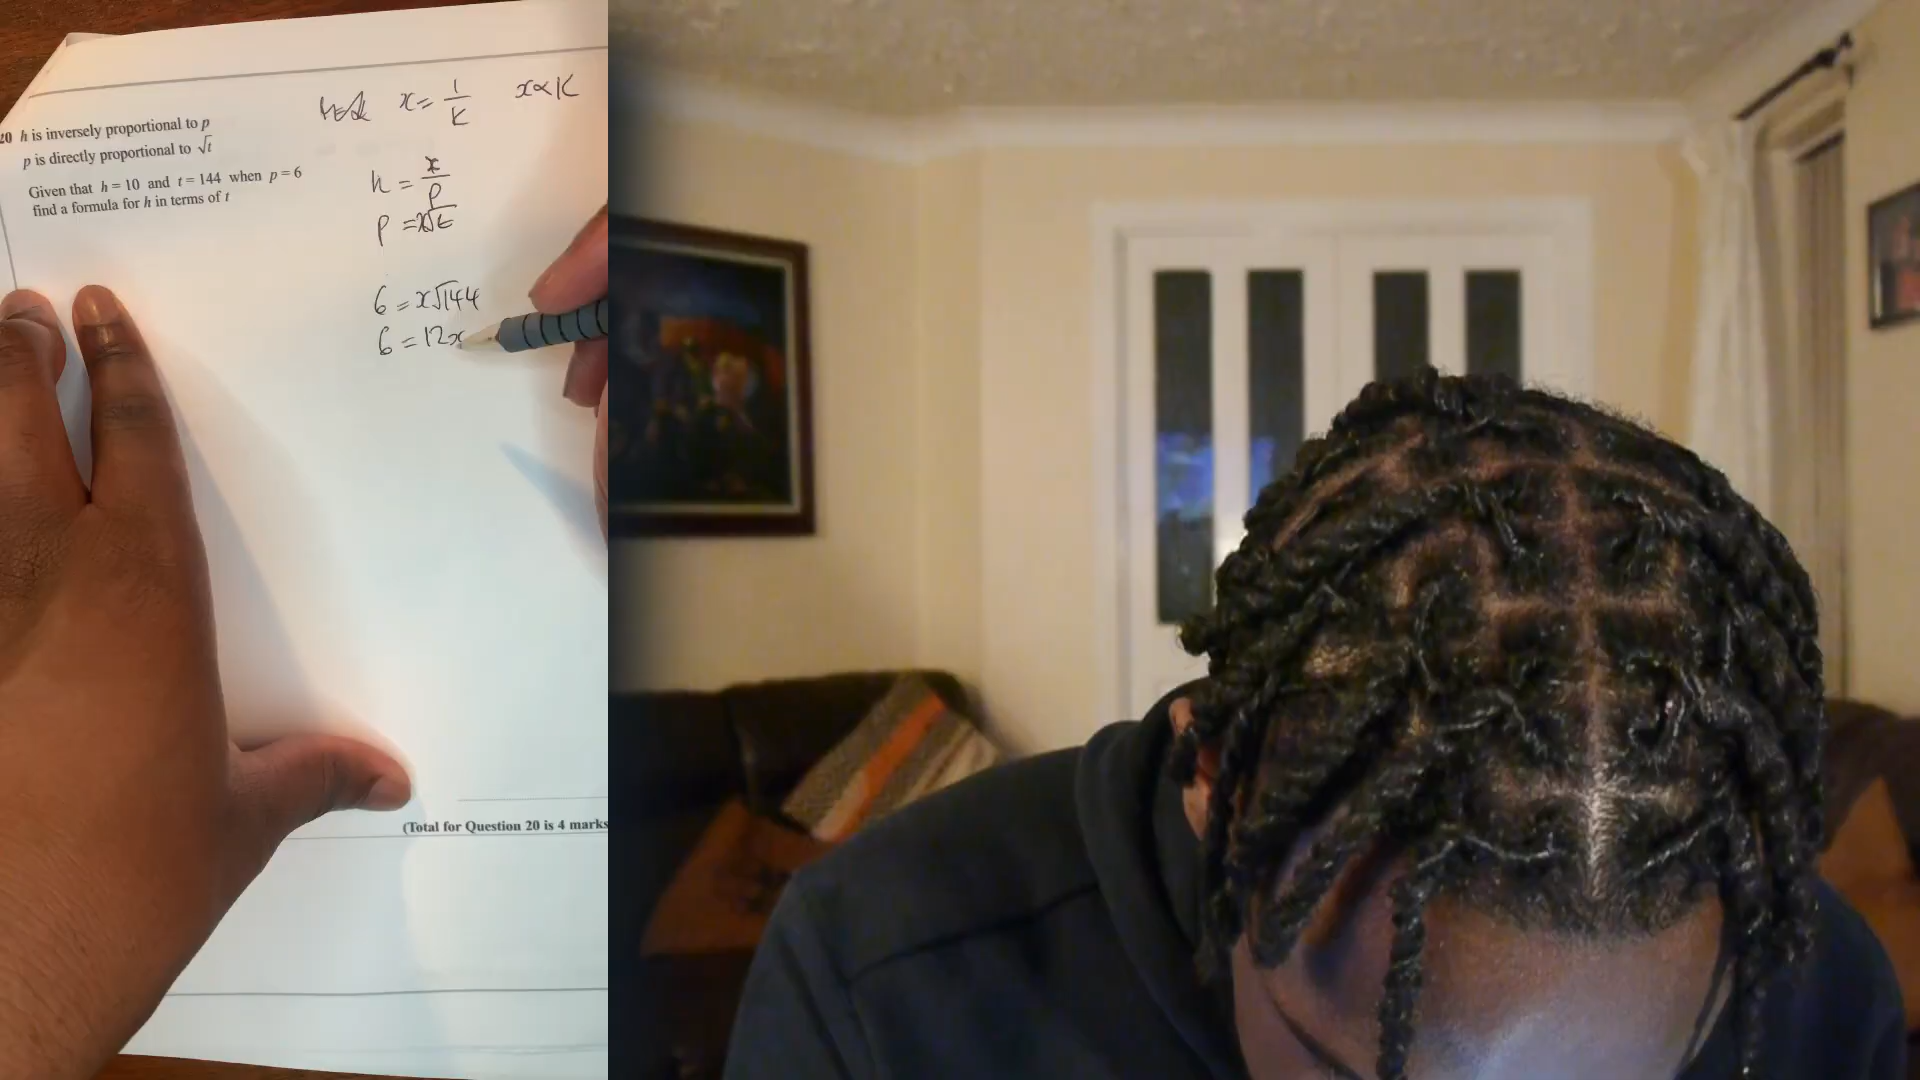 20 h is inversely proportional to p
p is directly proportional to √t
Given that h = 10 and t = 144 when p = 6
find a formula for h in terms of t
x = 1/K x ∝ K
h = x/p
p = x√t
6 = x√144
6 = 12x
(Total for Question 20 is 4 marks